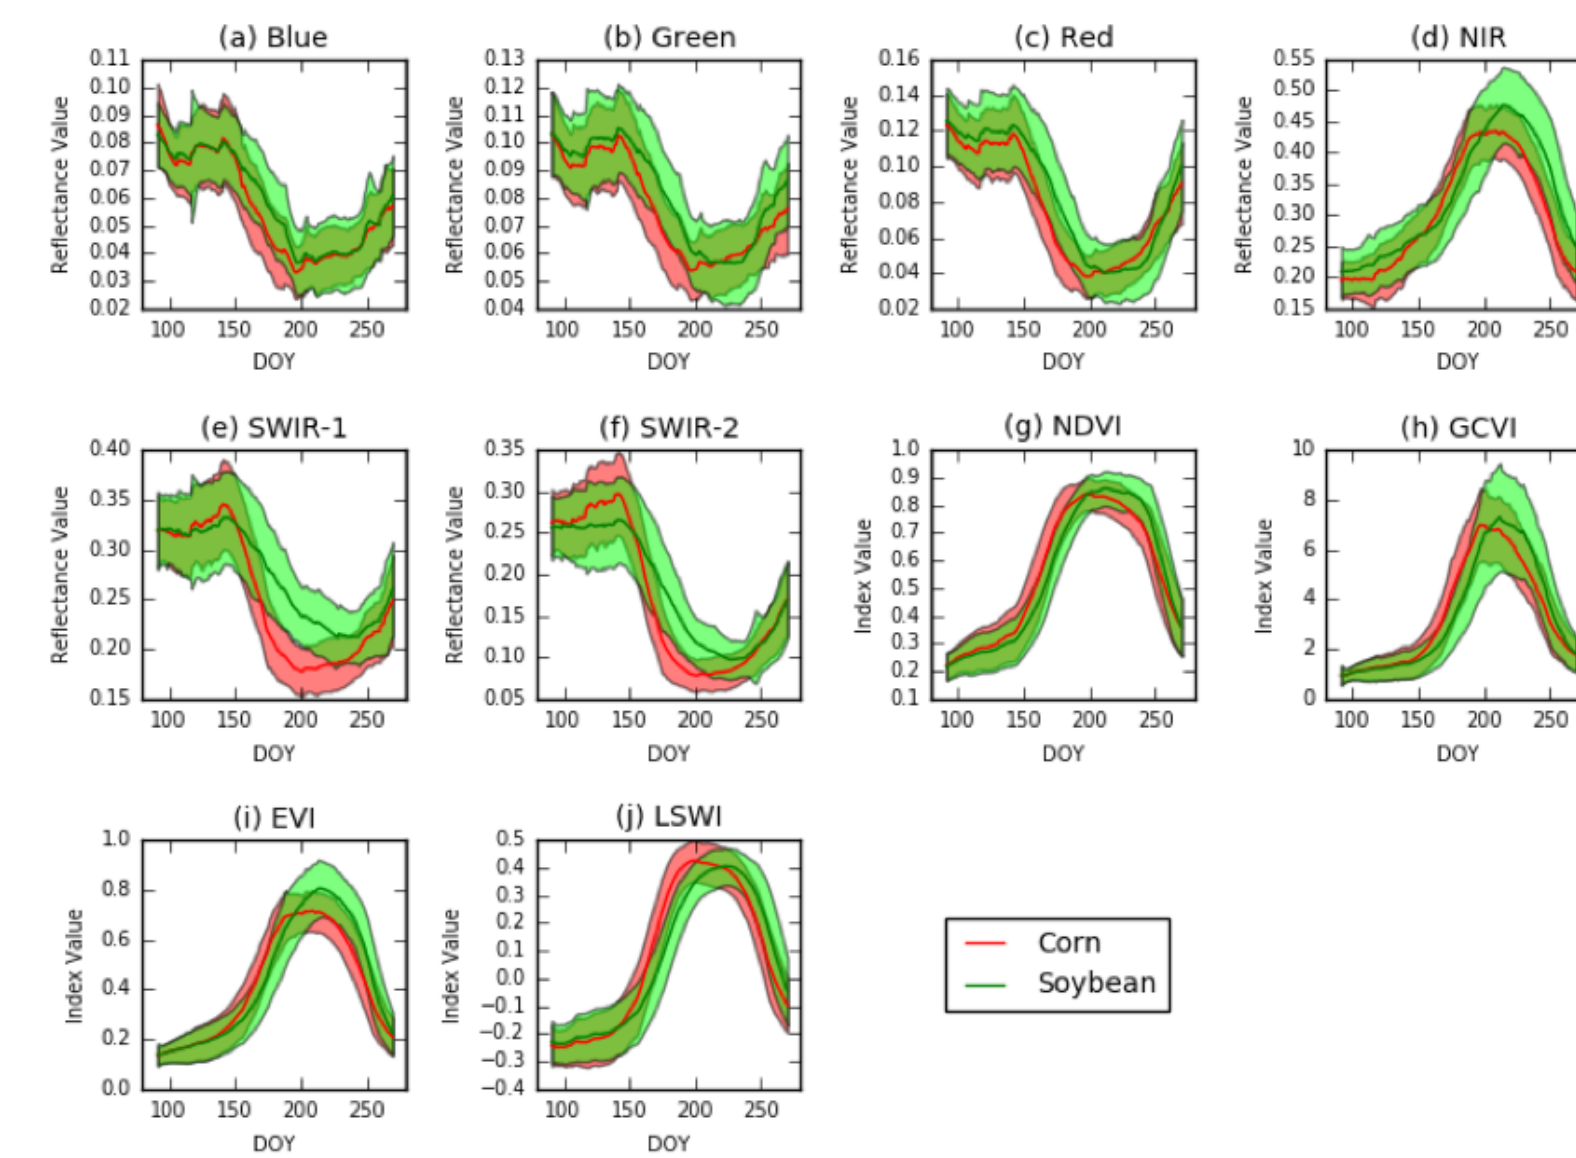 (a) Blue (b) Green (c) Red (d) NIR
0.11 0.13 0.16 0.55
0.10 0.12 0.14 0.50
0.09 0.11 0.12 0.45
0.08 0.10 0.10 0.40
0.07 0.09 0.08 0.35
0.06 0.08 0.06 0.30
0.05 0.07 0.04 0.25
0.04 0.06 0.02 0.20
0.03 0.05 0.15
0.02 0.04
Reflectance Value Reflectance Value Reflectance Value Reflectance Value
100 150 200 250 100 150 200 250 100 150 200 250 100 150 200 250
DOY DOY DOY DOY
(e) SWIR-1 (f) SWIR-2 (g) NDVI (h) GCVI
0.40 0.35 1.0 10
0.35 0.30 0.9 8
0.30 0.25 0.8 6
0.25 0.20 0.7 4
0.20 0.15 0.6 2
0.15 0.10 0.5 0
0.05 0.4
0.3
0.2
0.1
Reflectance Value Reflectance Value Index Value Index Value
100 150 200 250 100 150 200 250 100 150 200 250 100 150 200 250
DOY DOY DOY DOY
(i) EVI (j) LSWI
1.0 0.5
0.8 0.4
0.6 0.3
0.4 0.2
0.2 0.1
0.0 0.0
−0.1
−0.2
−0.3
−0.4
Index Value Index Value
100 150 200 250 100 150 200 250
DOY DOY
Corn
Soybean